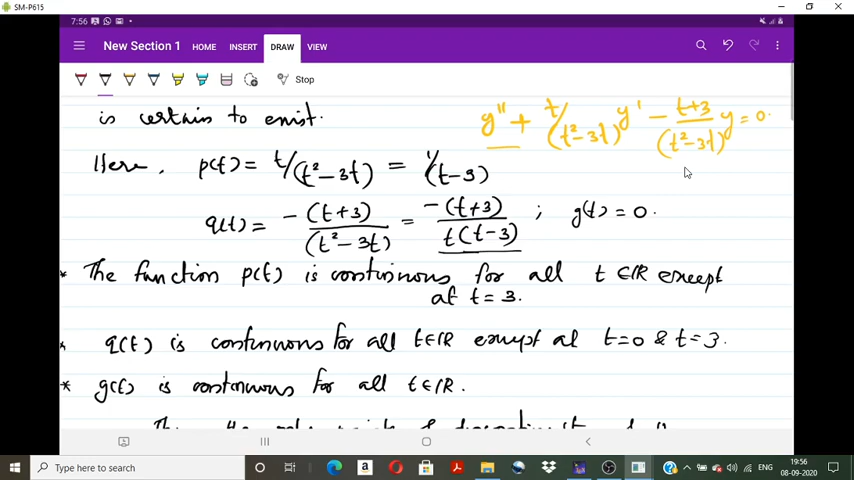 SM-P615
7:56
New Section 1 HOME INSERT DRAW VIEW
Stop
is certain to exist.
y'' + t/(t²-3t) y' - t+3/(t²-3t) y = 0.
Here, p(t) = t/(t²-3t) = 1/(t-3)
q(t) = -(t+3)/(t²-3t) = -(t+3)/t(t-3) ; g(t) = 0.
* The function p(t) is continuous for all t ∈ IR except
at t = 3.
* q(t) is continuous for all t ∈ IR except at t=0 & t=3.
* g(t) is continuous for all t ∈ IR.
Type here to search
ENG
19:56
08-09-2020